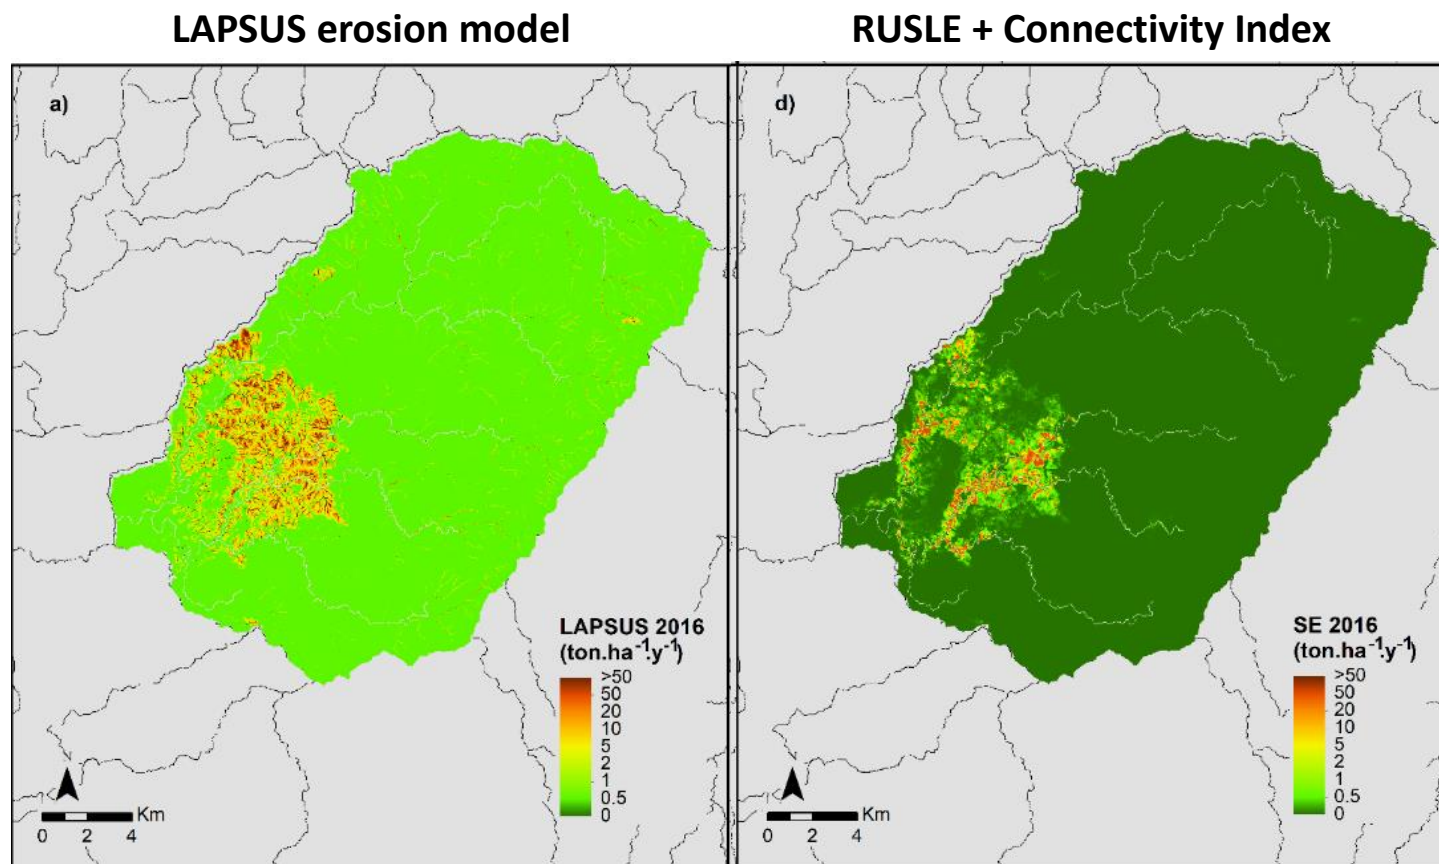 LAPSUS erosion model
RUSLE + Connectivity Index
a)
LAPSUS 2016
(ton.ha⁻¹.y⁻¹)
>50
50
20
10
5
2
1
0.5
0
Km
0 2 4
d)
SE 2016
(ton.ha⁻¹.y⁻¹)
>50
50
20
10
5
2
1
0.5
0
Km
0 2 4